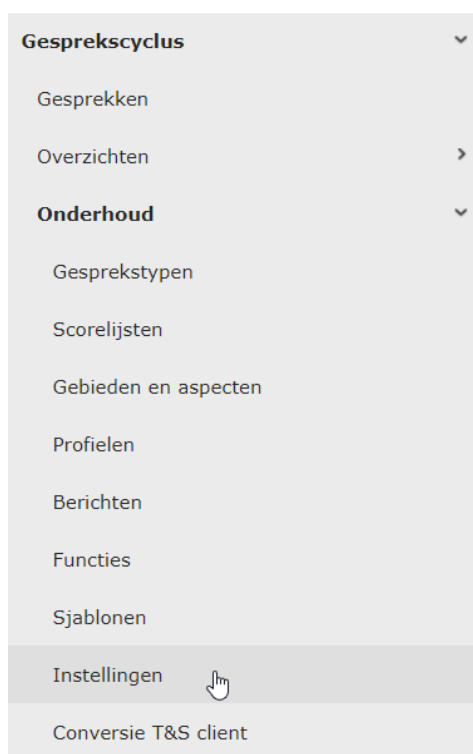 Gesprekscyclus
Gesprekken
Overzichten
Onderhoud
Gesprekstypen
Scorelijsten
Gebieden en aspecten
Profielen
Berichten
Functies
Sjablonen
Instellingen
Conversie T&S client